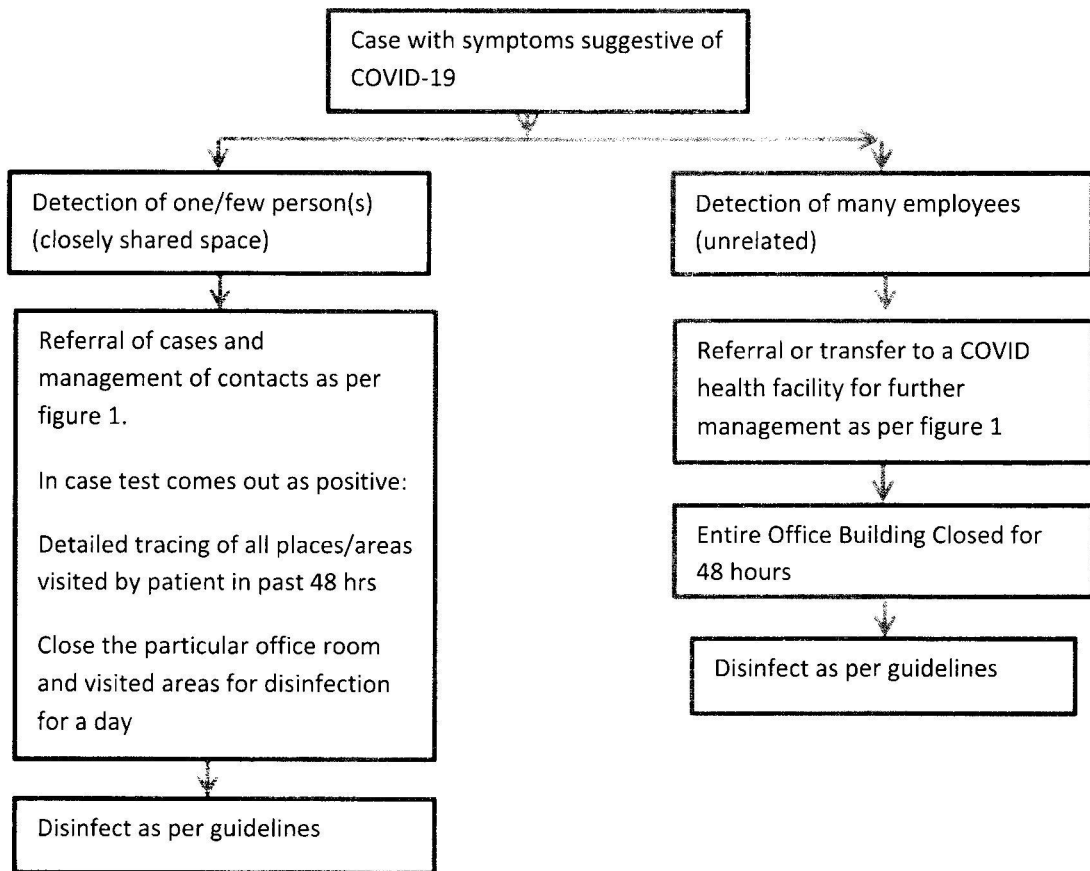 Case with symptoms suggestive of
COVID-19
Detection of one/few person(s)
(closely shared space)
Referral of cases and
management of contacts as per
figure 1.
In case test comes out as positive:
Detailed tracing of all places/areas
visited by patient in past 48 hrs
Close the particular office room
and visited areas for disinfection
for a day
Disinfect as per guidelines
Detection of many employees
(unrelated)
Referral or transfer to a COVID
health facility for further
management as per figure 1
Entire Office Building Closed for
48 hours
Disinfect as per guidelines